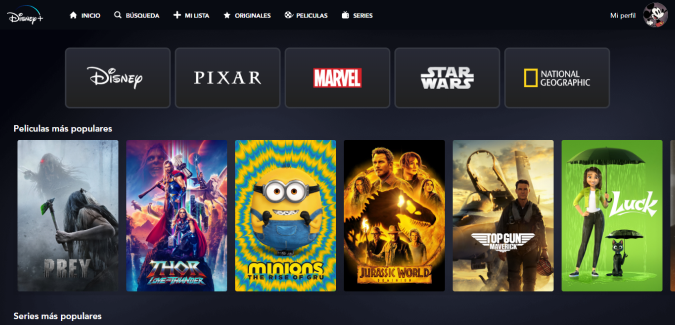 Disney+
INICIO
BÚSQUEDA
MI LISTA
ORIGINALES
PELICULAS
SERIES
Mi perfil
Disney
PIXAR
MARVEL
STAR
WARS
NATIONAL
GEOGRAPHIC
Peliculas más populares
PREY
THOR
LOVE AND THUNDER
MINIONS
THE RISE OF GRU
JURASSIC WORLD
DOMINION
TOP GUN
MAVERICK
Luck
Series más populares